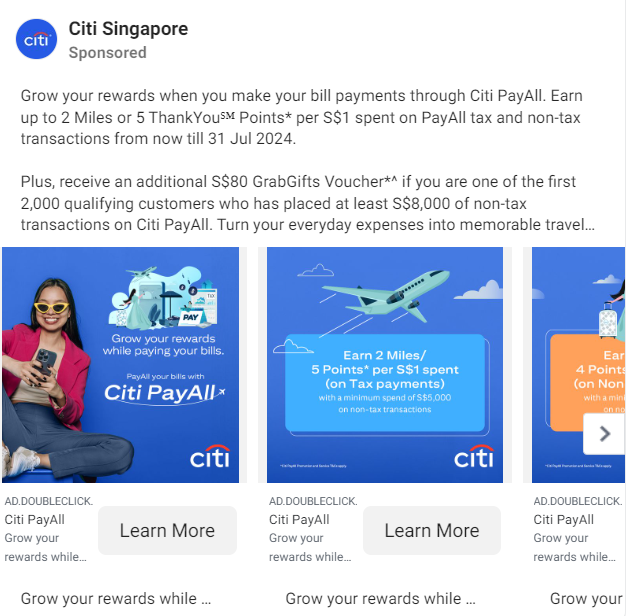 Citi Singapore
Sponsored
citi
Grow your rewards when you make your bill payments through Citi PayAll. Earn
up to 2 Miles or 5 ThankYou℠ Points* per S$1 spent on PayAll tax and non-tax
transactions from now till 31 Jul 2024.
Plus, receive an additional S$80 GrabGifts Voucher*^ if you are one of the first
2,000 qualifying customers who has placed at least S$8,000 of non-tax
transactions on Citi PayAll. Turn your everyday expenses into memorable travel...
TAX
PAY
Grow your rewards
while paying your bills.
PayAll your bills with
Citi PayAll
citi
Earn 2 Miles/
5 Points* per S$1 spent
(on Tax payments)
with a minimum spend of S$5,000
on non-tax transactions
*Citi PayAll Promotion and Service T&Cs apply.
citi
Ear
4 Points
(on Non
with a mini
on no
AD.DOUBLECLICK.
Citi PayAll
Grow your
rewards while...
Learn More
AD.DOUBLECLICK.
Citi PayAll
Grow your
rewards while...
Learn More
AD.DOUBLECLICK.
Citi PayAll
Grow your
rewards while...
Grow your rewards while ...
Grow your rewards while ...
Grow your